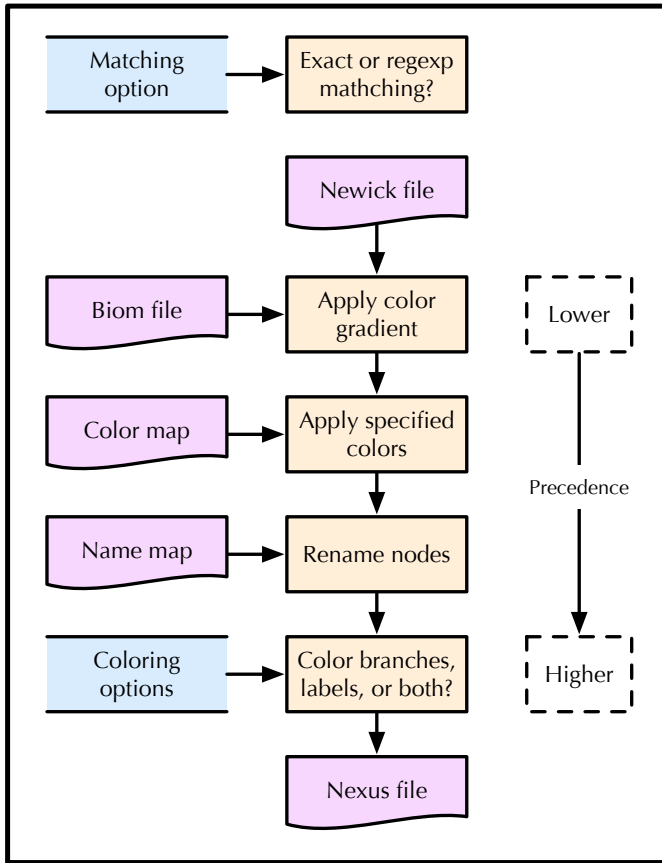 Matching
option
Exact or regexp
mathching?
Newick file
Biom file
Apply color
gradient
Lower
Color map
Apply specified
colors
Precedence
Name map
Rename nodes
Coloring
options
Color branches,
labels, or both?
Higher
Nexus file